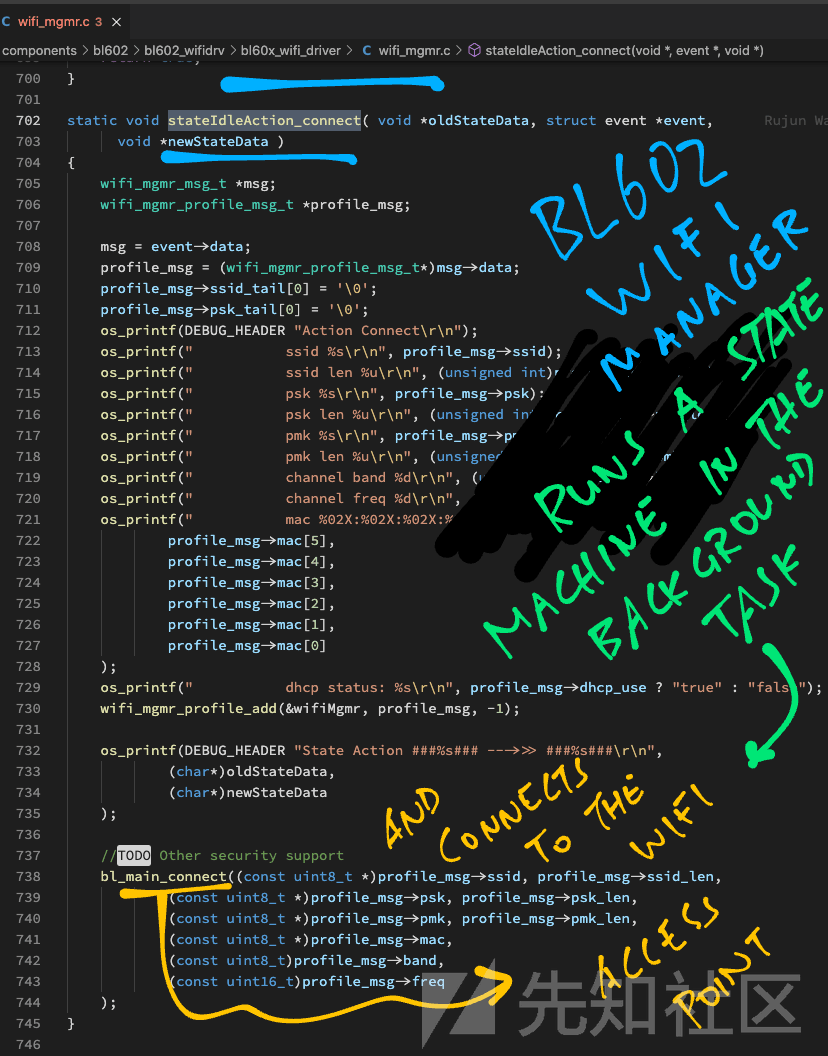 C wifi_mgmr.c 3 ×
components > bl602 > bl602_wifidrv > bl60x_wifi_driver > C wifi_mgmr.c > stateIdleAction_connect(void *, event *, void *)
700 }
701
702 static void stateIdleAction_connect( void *oldStateData, struct event *event, Rujun Wa
703 void *newStateData )
704 {
705 wifi_mgmr_msg_t *msg;
706 wifi_mgmr_profile_msg_t *profile_msg;
707
708 msg = event->data;
709 profile_msg = (wifi_mgmr_profile_msg_t*)msg->data;
710 profile_msg->ssid_tail[0] = '\0';
711 profile_msg->psk_tail[0] = '\0';
712 os_printf(DEBUG_HEADER "Action Connect\r\n");
713 os_printf(" ssid %s\r\n", profile_msg->ssid);
714 os_printf(" ssid len %u\r\n", (unsigned int)
715 os_printf(" psk %s\r\n", profile_msg->psk);
716 os_printf(" psk len %u\r\n", (unsigned int
717 os_printf(" pmk %s\r\n", profile_msg->
718 os_printf(" pmk len %u\r\n", (unsigned
719 os_printf(" channel band %d\r\n", (
720 os_printf(" channel freq %d\r\n",
721 os_printf(" mac %02X:%02X:%02X:%
722 profile_msg->mac[5],
723 profile_msg->mac[4],
724 profile_msg->mac[3],
725 profile_msg->mac[2],
726 profile_msg->mac[1],
727 profile_msg->mac[0]
728 );
729 os_printf(" dhcp status: %s\r\n", profile_msg->dhcp_use ? "true" : "fals ");
730 wifi_mgmr_profile_add(&wifiMgmr, profile_msg, -1);
731
732 os_printf(DEBUG_HEADER "State Action ###%s### --->>> ###%s###\r\n",
733 (char*)oldStateData,
734 (char*)newStateData
735 );
736
737 //TODO Other security support
738 bl_main_connect((const uint8_t *)profile_msg->ssid, profile_msg->ssid_len,
739 (const uint8_t *)profile_msg->psk, profile_msg->psk_len,
740 (const uint8_t *)profile_msg->pmk, profile_msg->pmk_len,
741 (const uint8_t *)profile_msg->mac,
742 (const uint8_t)profile_msg->band,
743 (const uint16_t)profile_msg->freq
744 );
745 }
746
BL602
WIFI
MANAGER
RUNS A STATE
MACHINE IN THE
BACKGROUND
TASK
AND
CONNECTS
TO THE
WIFI
ACCESS
POINT
先知社区